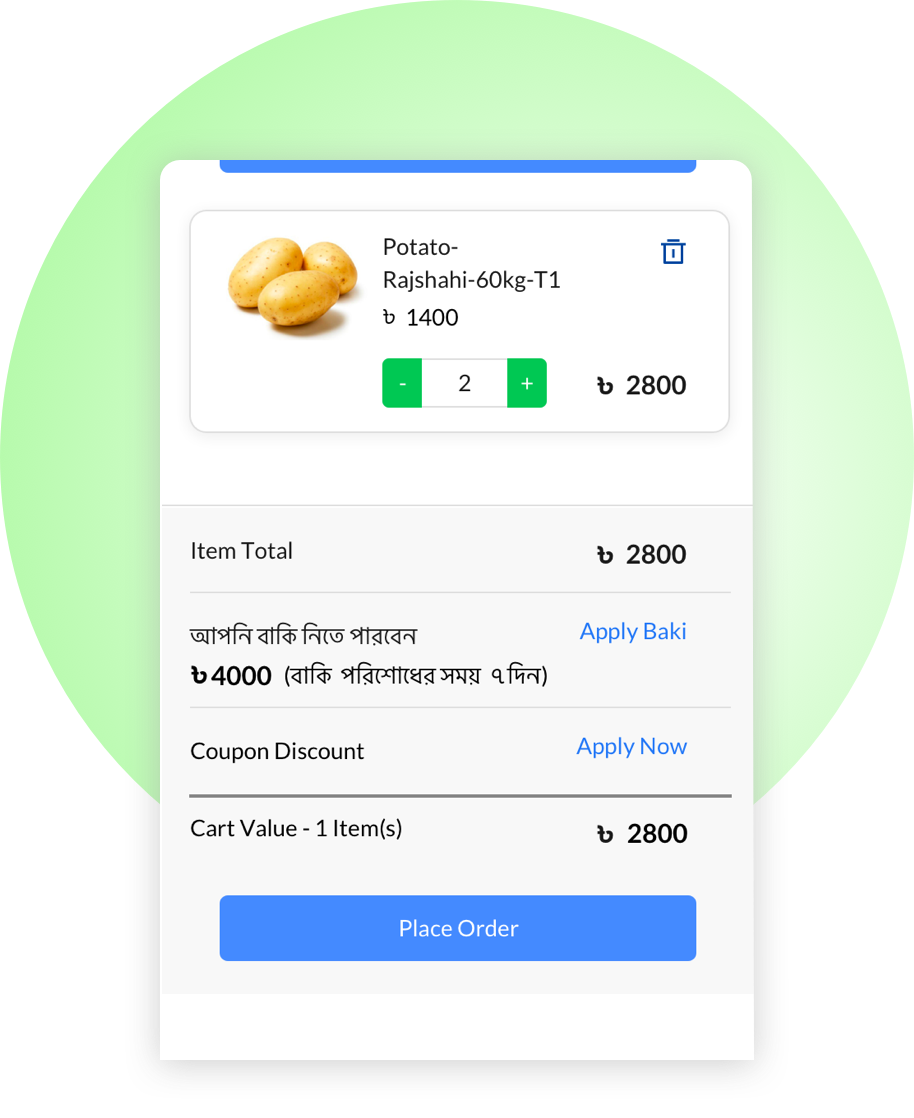 Potato-
Rajshahi-60kg-T1
৳ 1400
- 2 +
৳ 2800
Item Total ৳ 2800
আপনি বাকি নিতে পারবেন Apply Baki
৳ 4000 (বাকি পরিশোধের সময় ৭ দিন)
Coupon Discount Apply Now
Cart Value - 1 Item(s) ৳ 2800
Place Order